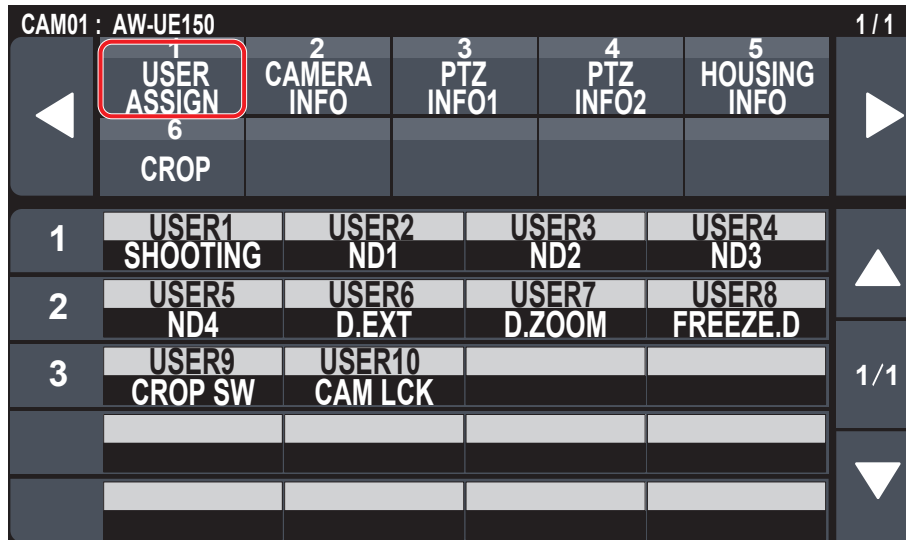 CAM01 : AW-UE150 1 / 1
1 2 3 4 5
USER CAMERA PTZ PTZ HOUSING
ASSIGN INFO INFO1 INFO2 INFO
6
CROP
USER1 USER2 USER3 USER4
1 SHOOTING ND1 ND2 ND3
USER5 USER6 USER7 USER8
2 ND4 D.EXT D.ZOOM FREEZE.D
USER9 USER10
3 CROP SW CAM LCK 1/1